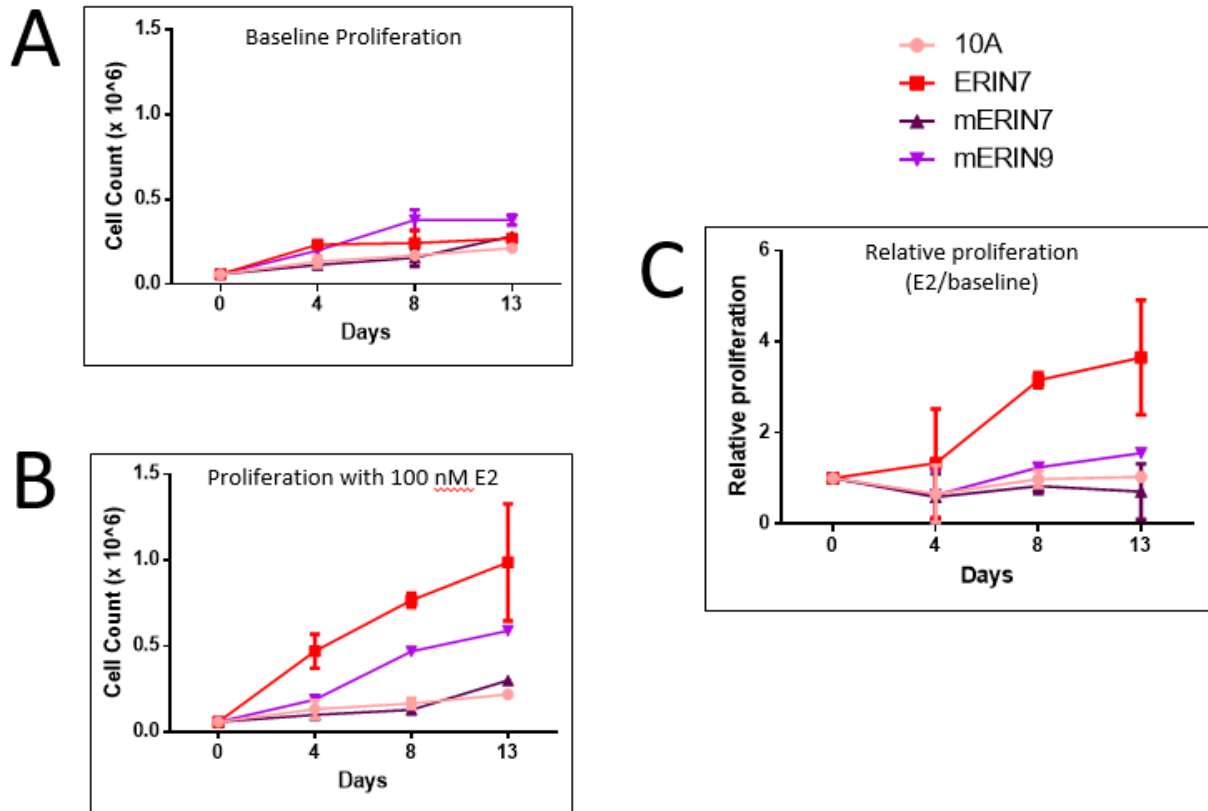 A
Baseline Proliferation
Cell Count (x 10^6)
1.5
1.0
0.5
0.0
0 4 8 13
Days
10A
ERIN7
mERIN7
mERIN9
B
Proliferation with 100 nM E2
Cell Count (x 10^6)
1.5
1.0
0.5
0.0
0 4 8 13
Days
C
Relative proliferation
(E2/baseline)
Relative proliferation
6
4
2
0
0 4 8 13
Days